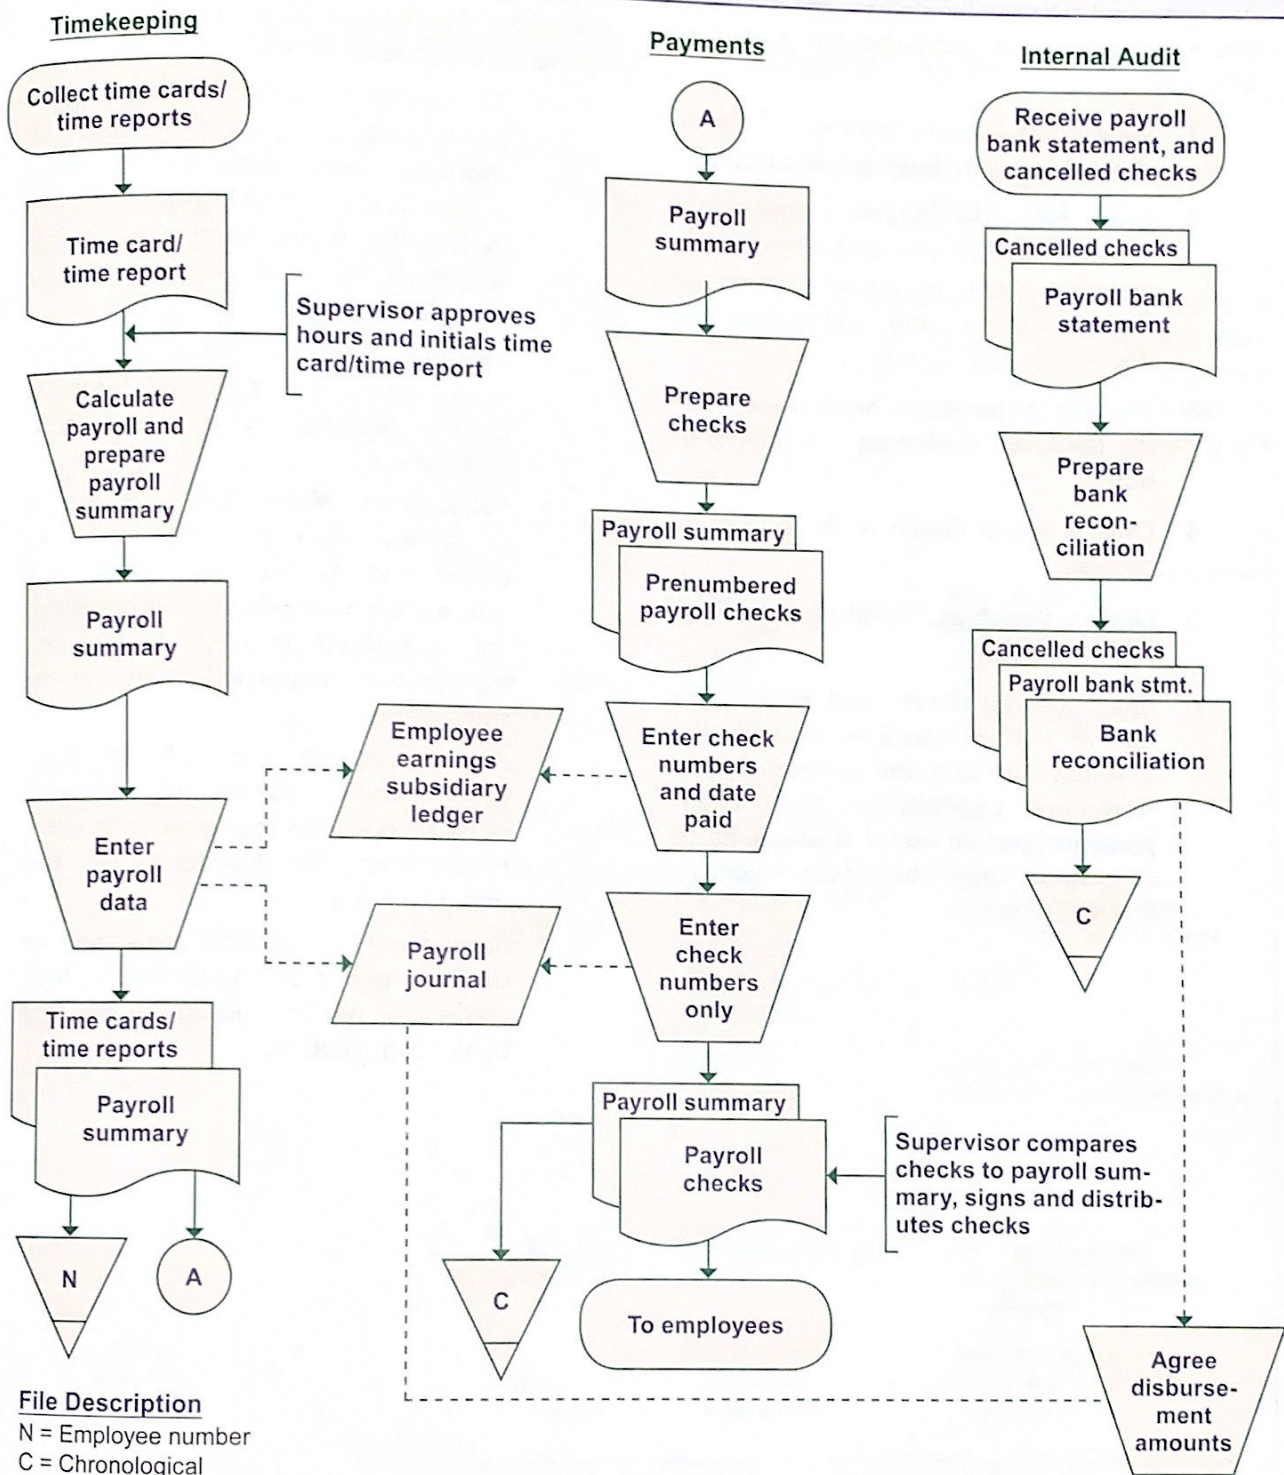 Timekeeping
Collect time cards/
time reports
Time card/
time report
Supervisor approves
hours and initials time
card/time report
Calculate
payroll and
prepare
payroll
summary
Payroll
summary
Enter
payroll
data
Time cards/
time reports
Payroll
summary
N
A
File Description
N = Employee number
C = Chronological
Payments
A
Payroll
summary
Prepare
checks
Payroll summary
Prenumbered
payroll checks
Employee
earnings
subsidiary
ledger
Enter check
numbers
and date
paid
Payroll
journal
Enter
check
numbers
only
Payroll summary
Payroll
checks
Supervisor compares
checks to payroll sum-
mary, signs and distrib-
utes checks
C
To employees
Internal Audit
Receive payroll
bank statement, and
cancelled checks
Cancelled checks
Payroll bank
statement
Prepare
bank
recon-
ciliation
Cancelled checks
Payroll bank stmt.
Bank
reconciliation
C
Agree
disburse-
ment
amounts